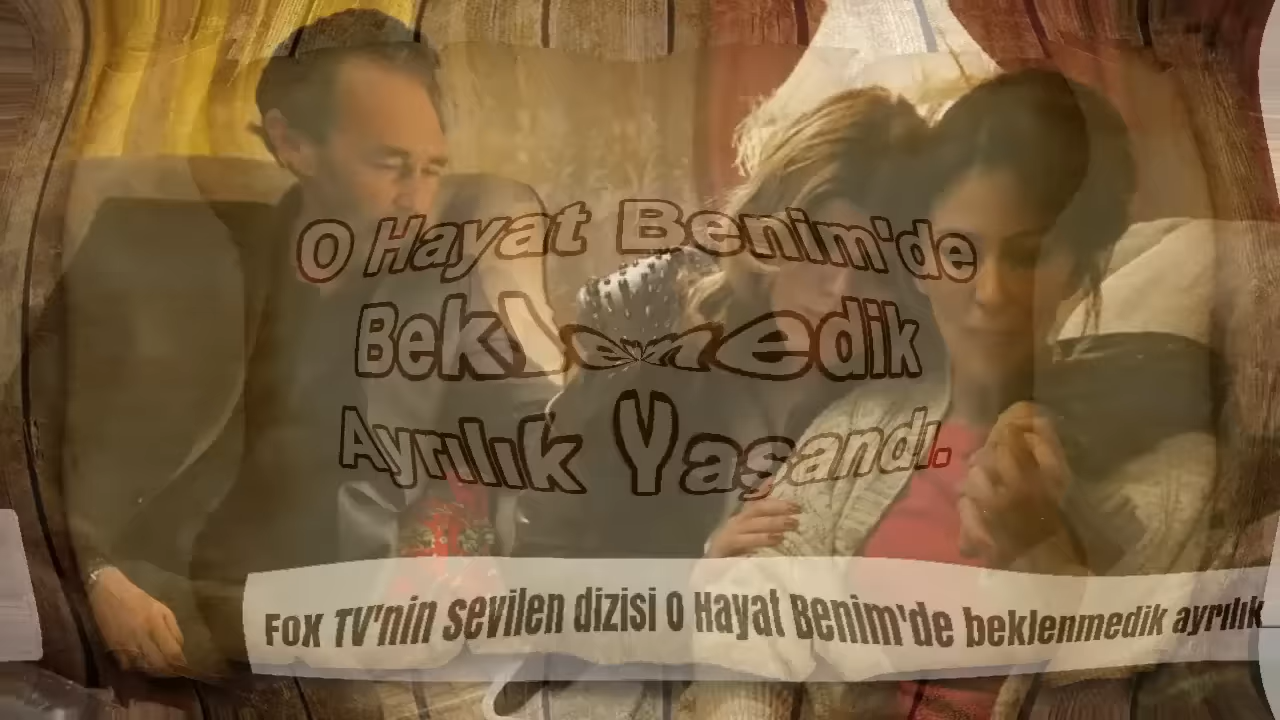 O Hayat Benim'de
Beklenmedik
Ayrılık Yaşandı.
FOX TV'nin sevilen dizisi O Hayat Benim'de beklenmedik ayrılık